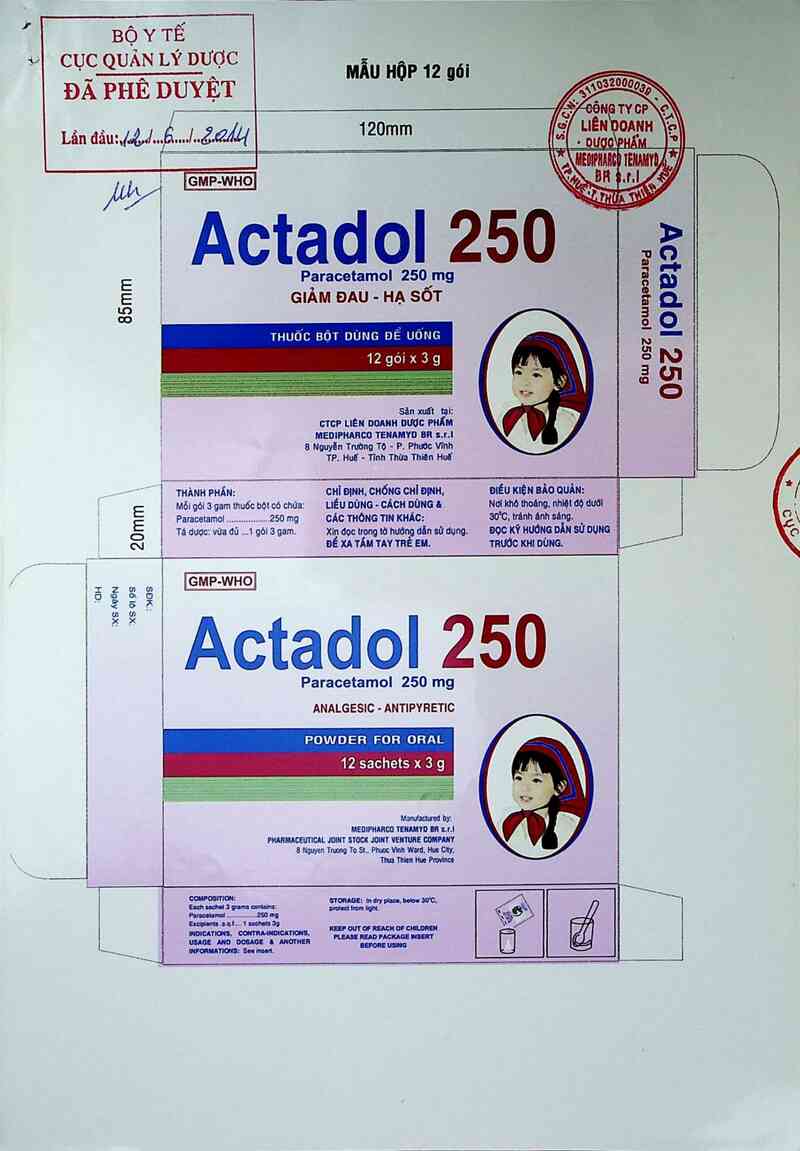 BỘ Y TẾ
CỤC QUẢN LÝ DƯỢC
ĐÃ PHÊ DUYỆT
Lần đầu: 12/6/2014
MẪU HỘP 12 gói
120mm
S.G.C.N: 311032000039 - C.T.C.P
CÔNG TY CP
LIÊN DOANH
DƯỢC PHẨM
MEDIPHARCO TENAMYD
BR s.r.l
TP.HUẾ - T.THỪA THIÊN HUẾ
GMP-WHO
Actadol 250
Paracetamol 250 mg
GIẢM ĐAU - HẠ SỐT
THUỐC BỘT DÙNG ĐỂ UỐNG
12 gói x 3 g
Sản xuất tại:
CTCP LIÊN DOANH DƯỢC PHẨM
MEDIPHARCO TENAMYD BR s.r.l
8 Nguyễn Trường Tộ - P. Phước Vĩnh
TP. Huế - Tỉnh Thừa Thiên Huế
85mm
Actadol 250
Paracetamol 250 mg
20mm
THÀNH PHẦN:
Mỗi gói 3 gam thuốc bột có chứa:
Paracetamol ...................250 mg
Tá dược: vừa đủ ...1 gói 3 gam.
CHỈ ĐỊNH, CHỐNG CHỈ ĐỊNH,
LIỀU DÙNG - CÁCH DÙNG &
CÁC THÔNG TIN KHÁC:
Xin đọc trong tờ hướng dẫn sử dụng.
ĐỂ XA TẦM TAY TRẺ EM.
ĐIỀU KIỆN BẢO QUẢN:
Nơi khô thoáng, nhiệt độ dưới
30°C, tránh ánh sáng.
ĐỌC KỸ HƯỚNG DẪN SỬ DỤNG
TRƯỚC KHI DÙNG.
CỤC
SDK:
Số lô SX:
Ngày SX:
HD:
GMP-WHO
Actadol 250
Paracetamol 250 mg
ANALGESIC - ANTIPYRETIC
POWDER FOR ORAL
12 sachets x 3 g
Manufactured by:
MEDIPHARCO TENAMYD BR s.r.l
PHARMACEUTICAL JOINT STOCK JOINT VENTURE COMPANY
8 Nguyen Truong To St., Phuoc Vinh Ward, Hue City,
Thua Thien Hue Province
COMPOSITION:
Each sachet 3 grams contains:
Paracetamol ..............250 mg
Excipients .s.q.f.... 1 sachets 3g
INDICATIONS, CONTRA-INDICATIONS,
USAGE AND DOSAGE & ANOTHER
INFORMATIONS: See insert.
STORAGE: In dry place, below 30°C,
protect from light.
KEEP OUT OF REACH OF CHILDREN
PLEASE READ PACKAGE INSERT
BEFORE USING